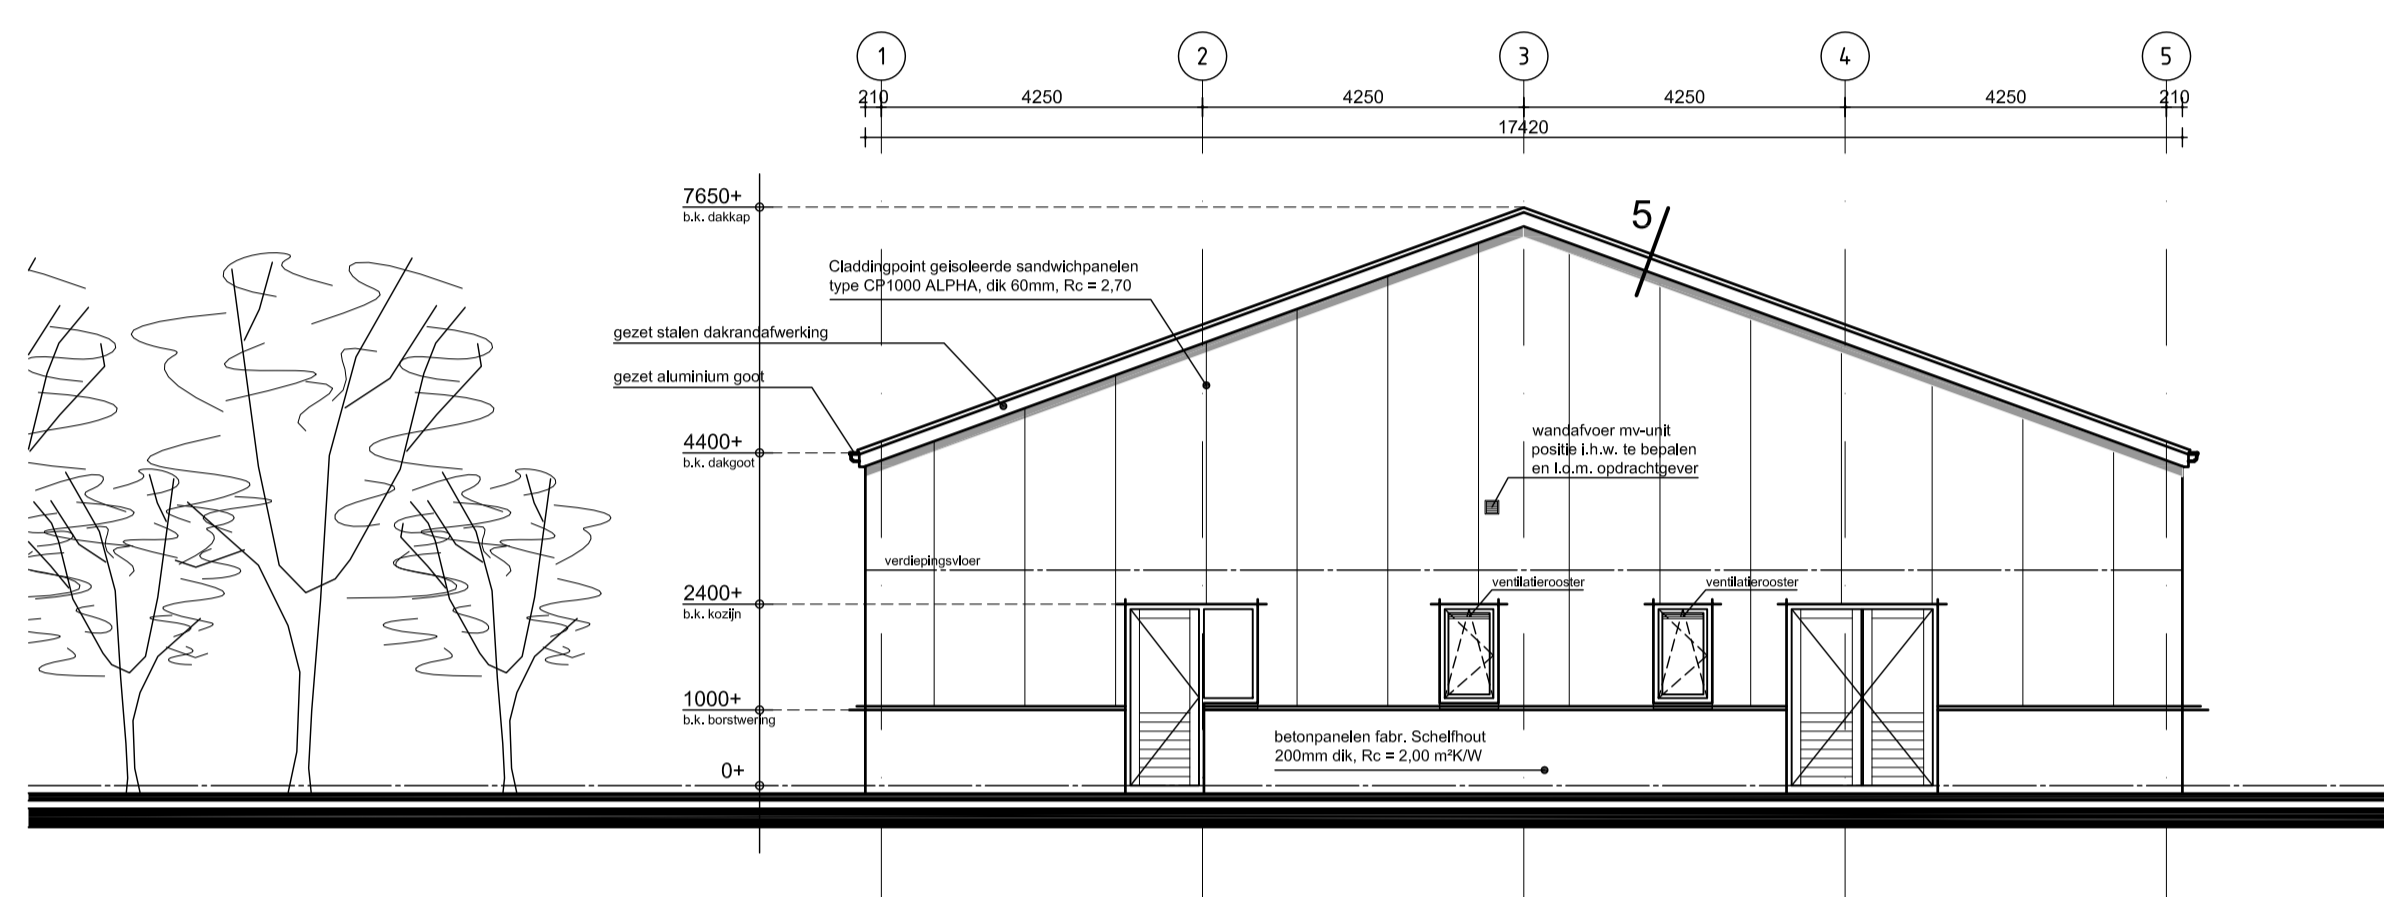 1 2 3 4 5
210 4250 4250 4250 4250 210
17420
7650+
b.k. dakkap
5
Claddingpoint geisoleerde sandwichpanelen
type CP1000 ALPHA, dik 60mm, Rc = 2,70
gezet stalen dakrandafwerking
gezet aluminium goot
4400+
b.k. dakgoot
wandafvoer mv-unit
positie i.h.w. te bepalen
en i.o.m. opdrachtgever
verdiepingsvloer
ventilatierooster ventilatierooster
2400+
b.k. kozijn
1000+
b.k. borstwering
betonpanelen fabr. Schelfhout
200mm dik, Rc = 2,00 m²K/W
0+